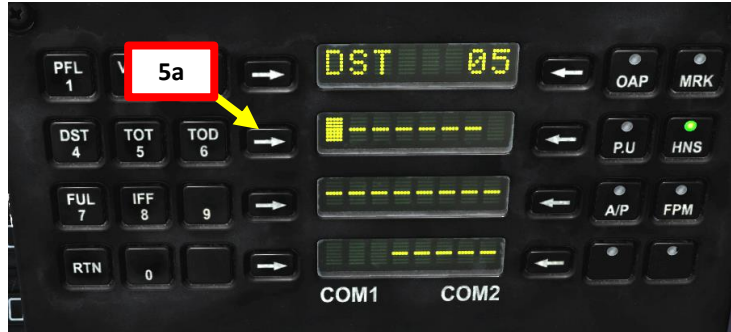 5a
PFL
1
DST 05
OAP MRK
DST TOT TOD
4 5 6
-------
P.U HNS
FUL IFF
7 8 9
--------
A/P FPM
RTN 0
-----
COM1 COM2